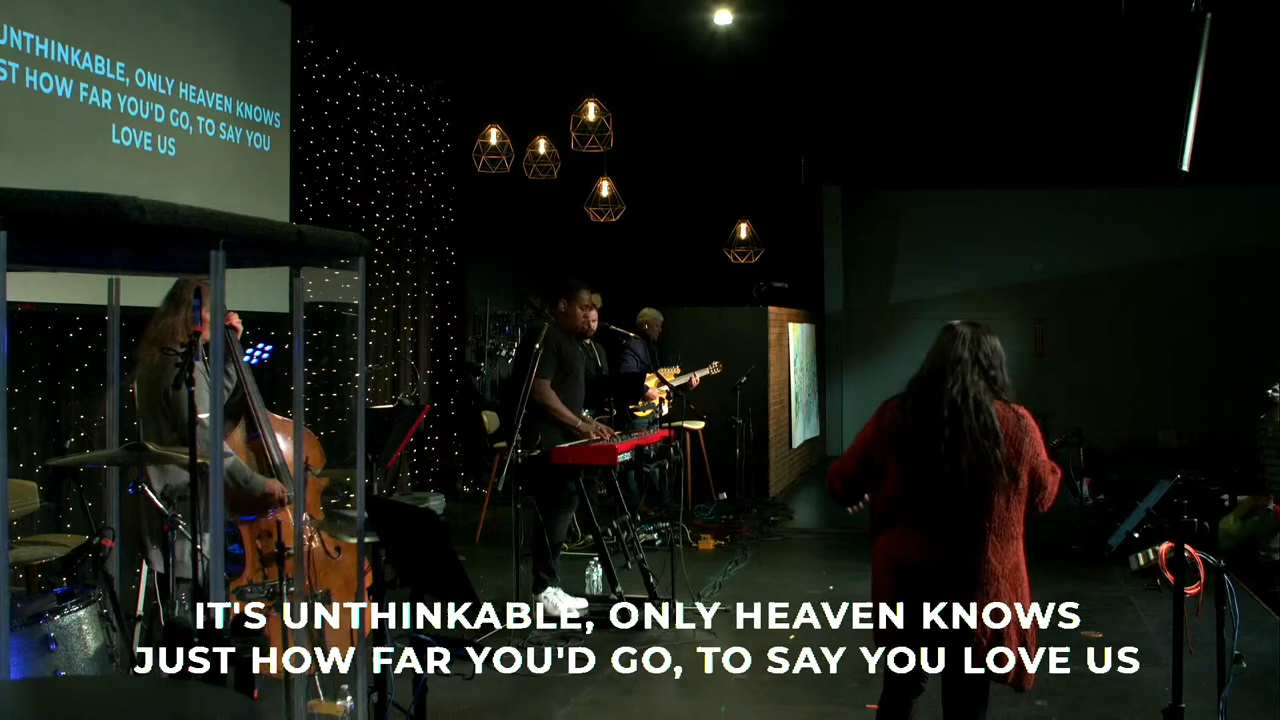 UNTHINKABLE, ONLY HEAVEN KNOWS
ST HOW FAR YOU'D GO, TO SAY YOU
LOVE US
IT'S UNTHINKABLE, ONLY HEAVEN KNOWS
JUST HOW FAR YOU'D GO, TO SAY YOU LOVE US